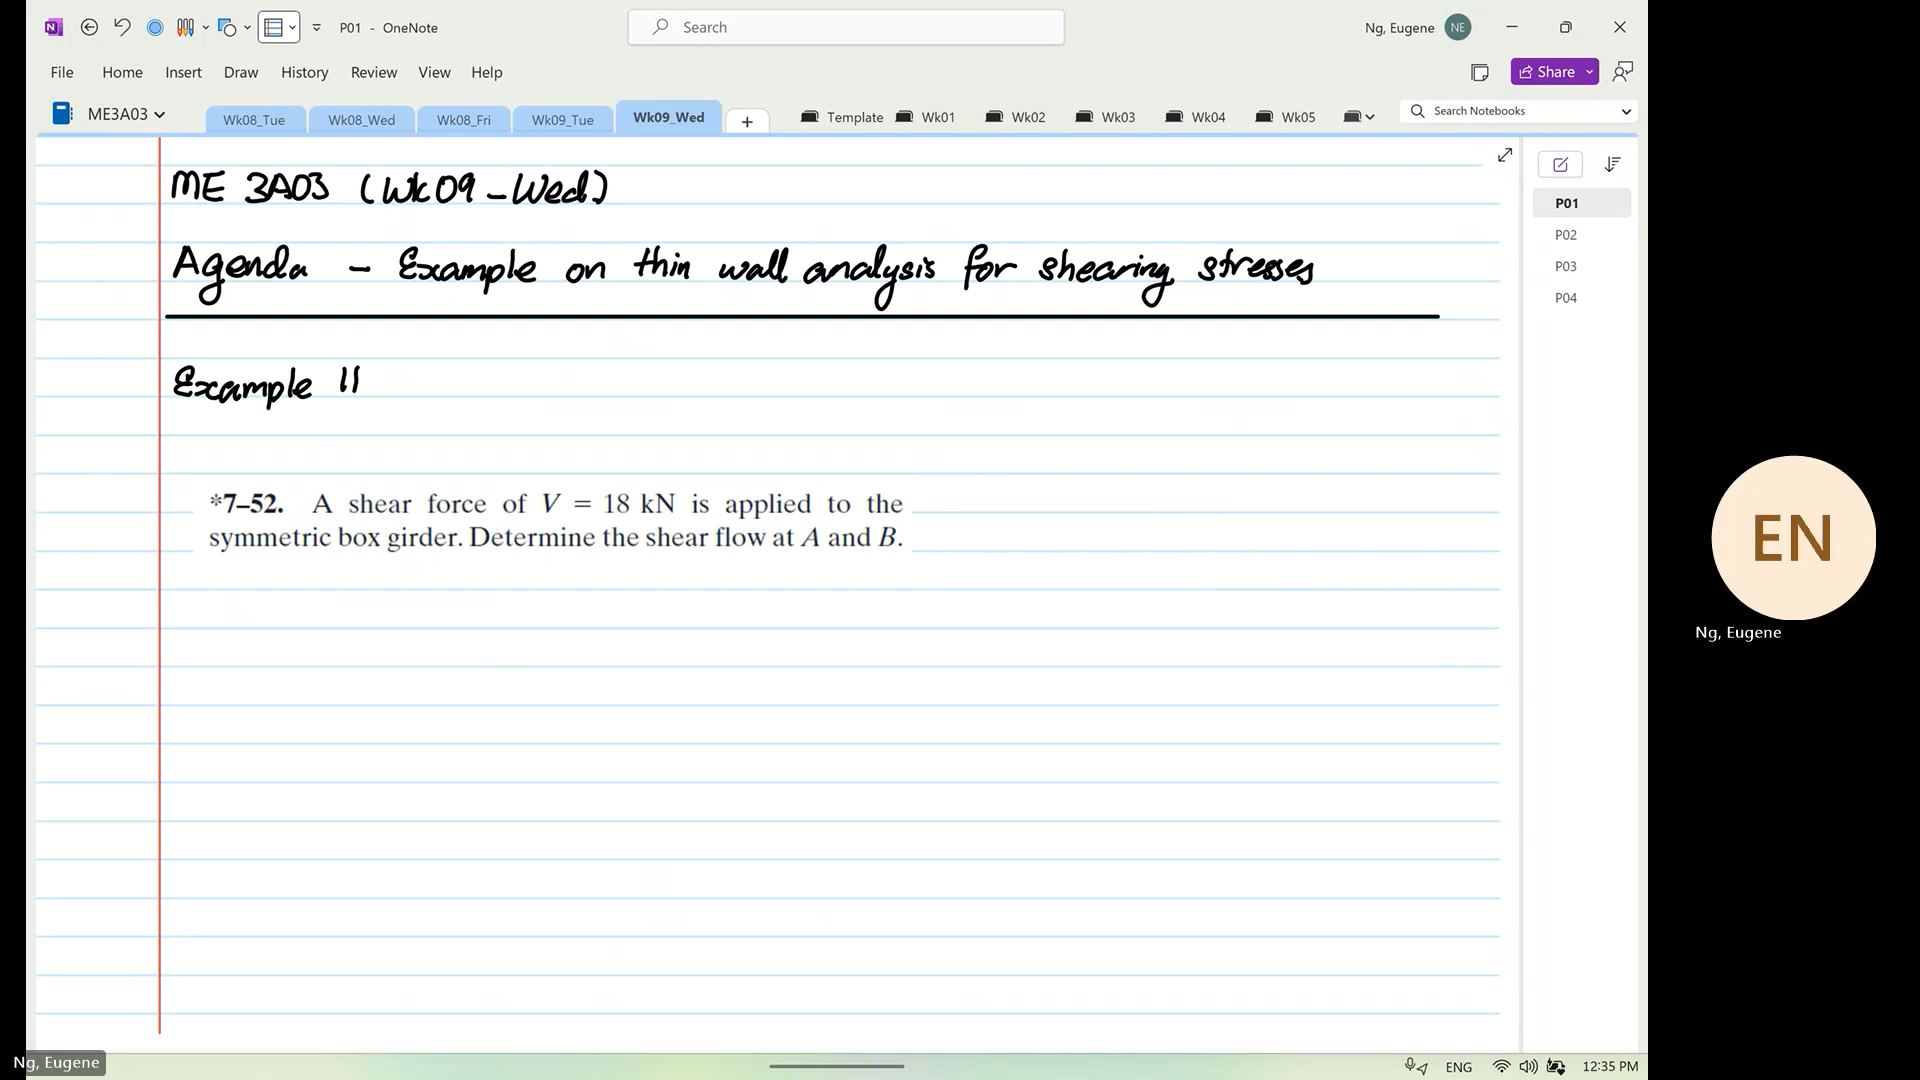 P01 - OneNote
Search
Ng, Eugene
NE
File Home Insert Draw History Review View Help
Share
ME3A03
Wk08_Tue
Wk08_Wed
Wk08_Fri
Wk09_Tue
Wk09_Wed
+
Template
Wk01
Wk02
Wk03
Wk04
Wk05
Search Notebooks
P01
P02
P03
P04
ME 3A03 (Wk09 - Wed)
Agenda - Example on thin wall analysis for shearing stresses
Example 11
*7–52. A shear force of V = 18 kN is applied to the
symmetric box girder. Determine the shear flow at A and B.
EN
Ng, Eugene
Ng, Eugene
ENG
12:35 PM